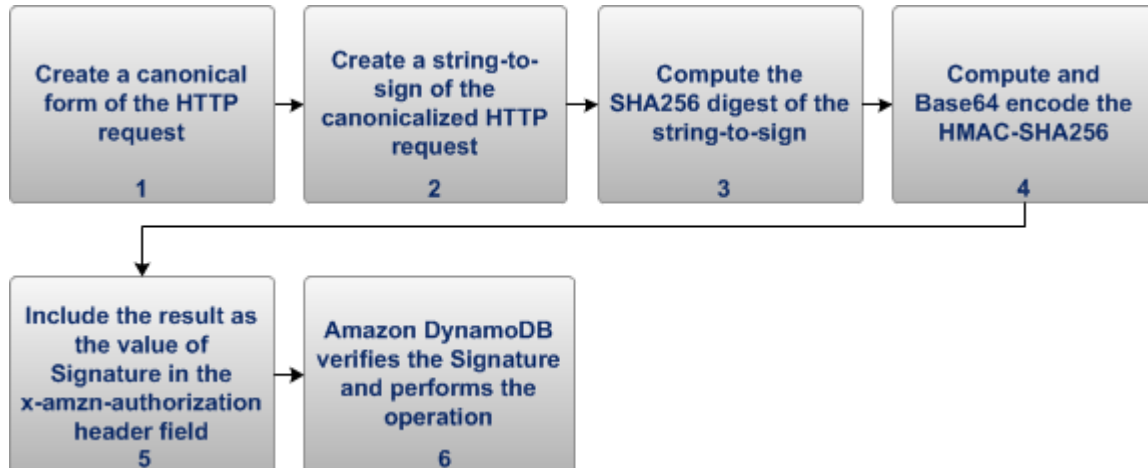 Create a canonical
form of the HTTP
request
1
Create a string-to-
sign of the
canonicalized HTTP
request
2
Compute the
SHA256 digest of the
string-to-sign
3
Compute and
Base64 encode the
HMAC-SHA256
4
Include the result as
the value of
Signature in the
x-amzn-authorization
header field
5
Amazon DynamoDB
verifies the Signature
and performs the
operation
6